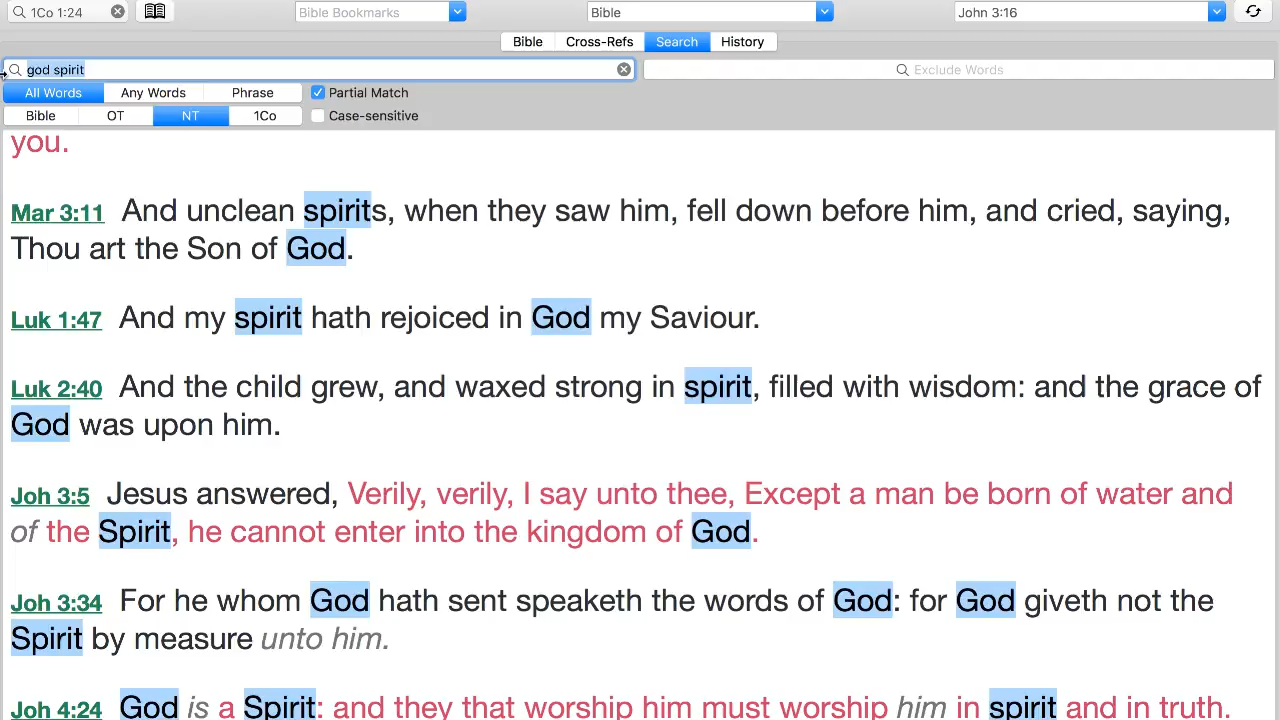 1Co 1:24
Bible Bookmarks
Bible
John 3:16
Bible Cross-Refs Search History
god spirit
Exclude Words
All Words Any Words Phrase Partial Match
Bible OT NT 1Co Case-sensitive
you.
Mar 3:11 And unclean spirits, when they saw him, fell down before him, and cried, saying,
Thou art the Son of God.
Luk 1:47 And my spirit hath rejoiced in God my Saviour.
Luk 2:40 And the child grew, and waxed strong in spirit, filled with wisdom: and the grace of
God was upon him.
Joh 3:5 Jesus answered, Verily, verily, I say unto thee, Except a man be born of water and
of the Spirit, he cannot enter into the kingdom of God.
Joh 3:34 For he whom God hath sent speaketh the words of God: for God giveth not the
Spirit by measure unto him.
Joh 4:24 God is a Spirit: and they that worship him must worship him in spirit and in truth.